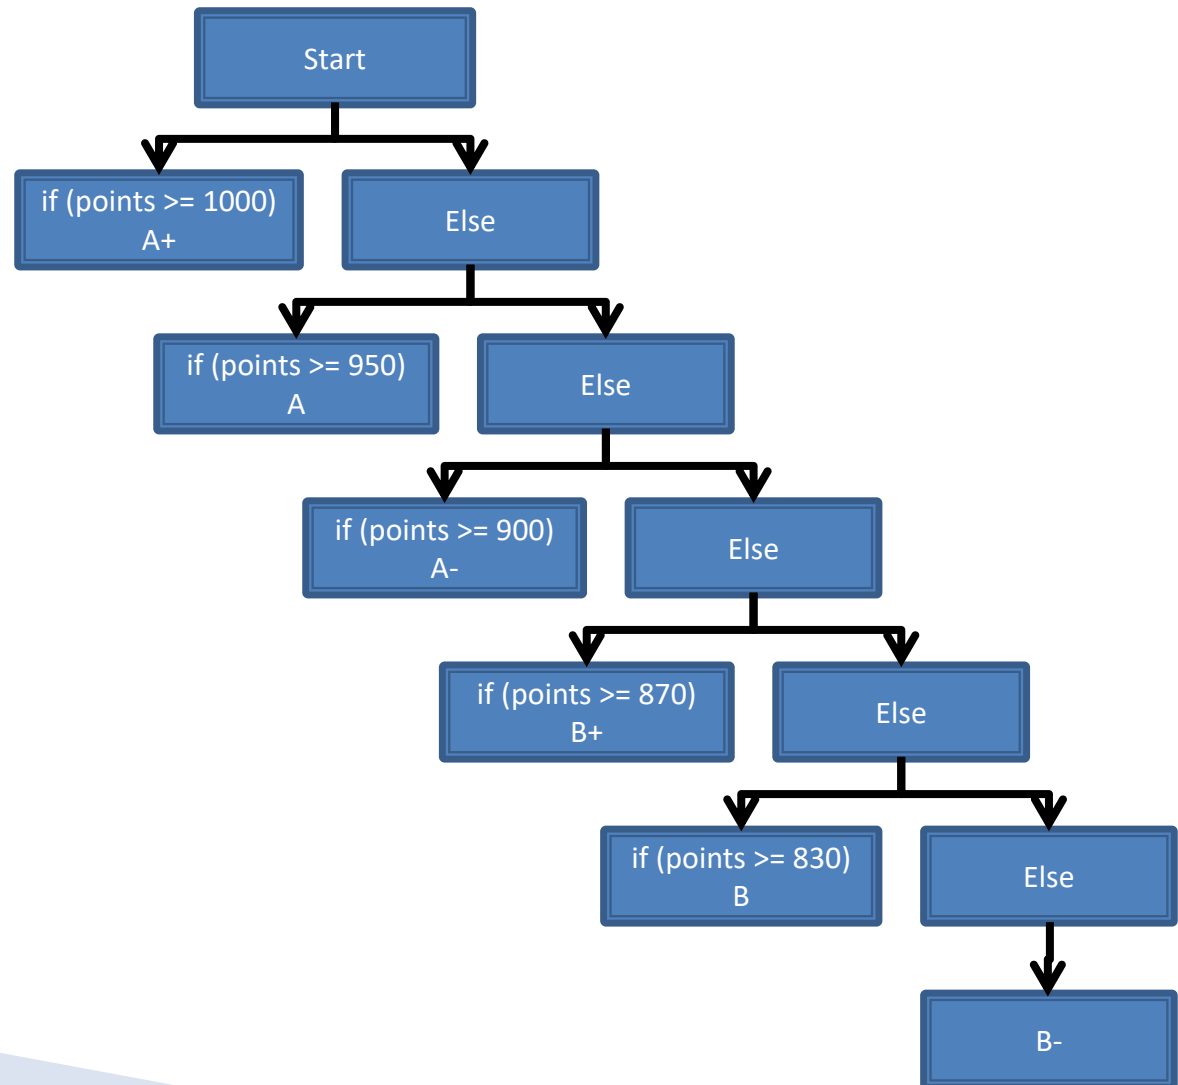 Start
if (points >= 1000)
A+
Else
if (points >= 950)
A
Else
if (points >= 900)
A-
Else
if (points >= 870)
B+
Else
if (points >= 830)
B
Else
B-